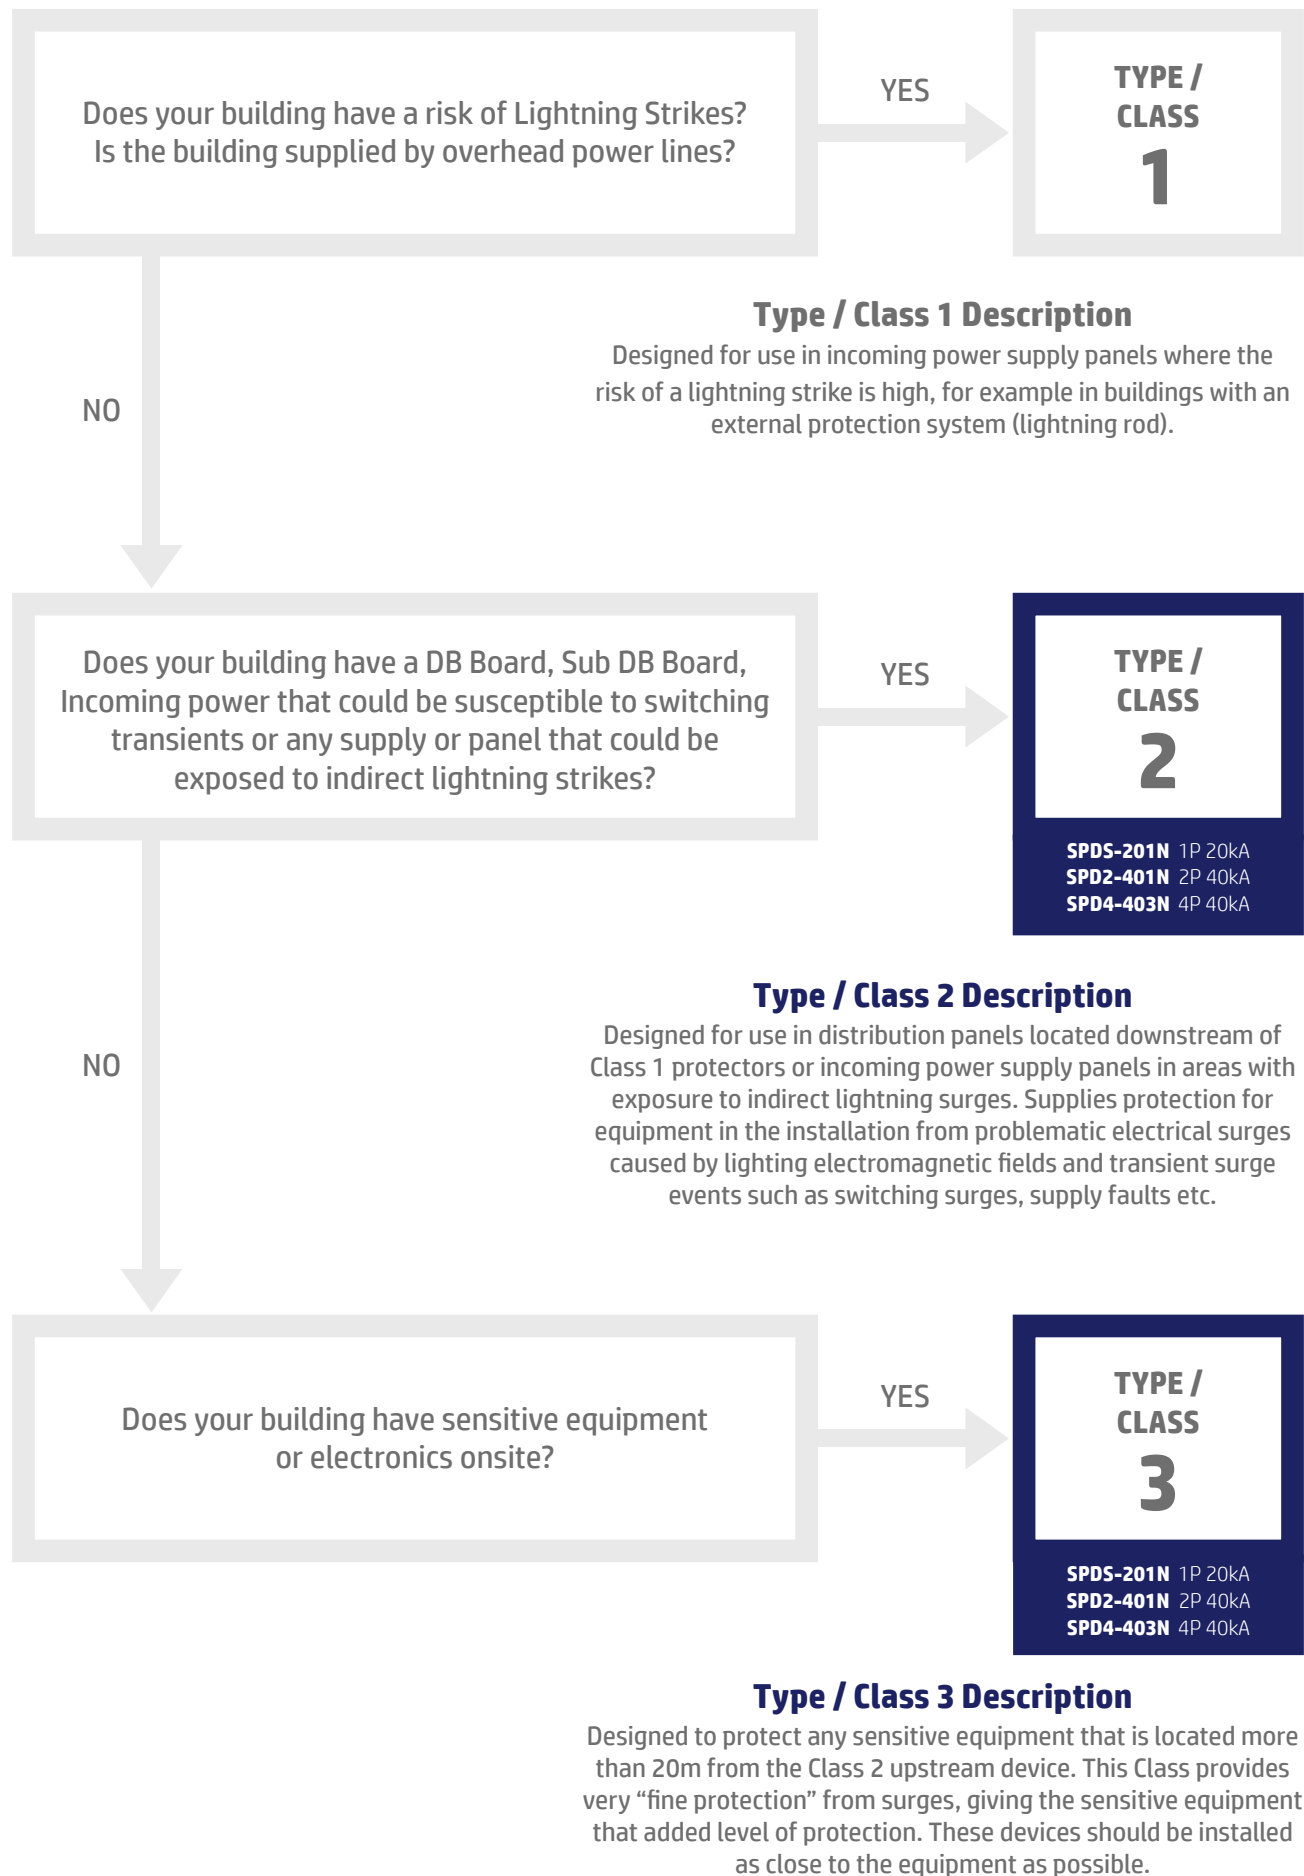 Does your building have a risk of Lightning Strikes?
Is the building supplied by overhead power lines?
YES
TYPE /
CLASS
1
Type / Class 1 Description
Designed for use in incoming power supply panels where the
risk of a lightning strike is high, for example in buildings with an
external protection system (lightning rod).
NO
Does your building have a DB Board, Sub DB Board,
Incoming power that could be susceptible to switching
transients or any supply or panel that could be
exposed to indirect lightning strikes?
YES
TYPE /
CLASS
2
SPDS-201N 1P 20kA
SPD2-401N 2P 40kA
SPD4-403N 4P 40kA
Type / Class 2 Description
Designed for use in distribution panels located downstream of
Class 1 protectors or incoming power supply panels in areas with
exposure to indirect lightning surges. Supplies protection for
equipment in the installation from problematic electrical surges
caused by lighting electromagnetic fields and transient surge
events such as switching surges, supply faults etc.
NO
Does your building have sensitive equipment
or electronics onsite?
YES
TYPE /
CLASS
3
SPDS-201N 1P 20kA
SPD2-401N 2P 40kA
SPD4-403N 4P 40kA
Type / Class 3 Description
Designed to protect any sensitive equipment that is located more
than 20m from the Class 2 upstream device. This Class provides
very “fine protection” from surges, giving the sensitive equipment
that added level of protection. These devices should be installed
as close to the equipment as possible.